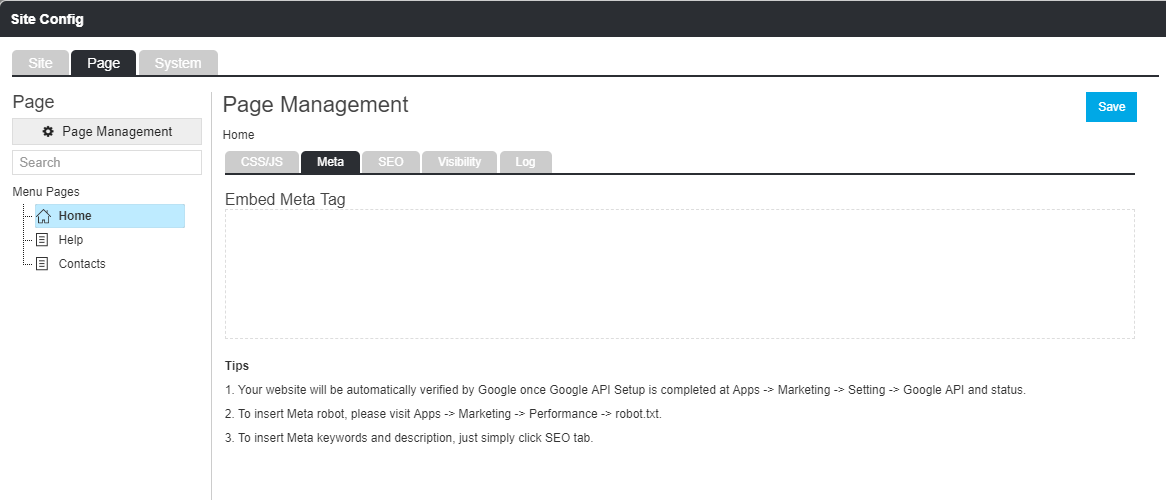 Site Config
Site Page System
Page
Page Management
Search
Menu Pages
Home
Help
Contacts
Page Management
Save
Home
CSS/JS Meta SEO Visibility Log
Embed Meta Tag
Tips
1. Your website will be automatically verified by Google once Google API Setup is completed at Apps -> Marketing -> Setting -> Google API and status.
2. To insert Meta robot, please visit Apps -> Marketing -> Performance -> robot.txt.
3. To insert Meta keywords and description, just simply click SEO tab.